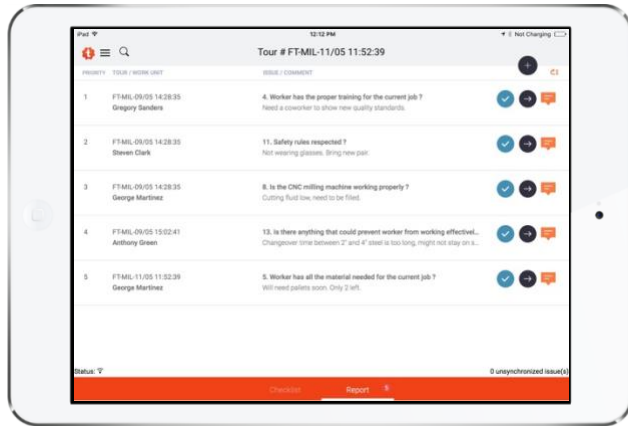 iPad 12:12 PM Not Charging
Tour # FT-MIL-11/05 11:52:39
PRIORITY TOUR / WORK UNIT ISSUE / COMMENT
1 FT-MIL-09/05 14:28:35 4. Worker has the proper training for the current job ?
Gregory Sanders Need a coworker to show new quality standards.
2 FT-MIL-09/05 14:28:35 11. Safety rules respected ?
Steven Clark Not wearing glasses. Bring new pair.
3 FT-MIL-09/05 14:28:35 8. Is the CNC milling machine working properly ?
George Martinez Cutting fluid low, need to be filled.
4 FT-MIL-09/05 15:02:41 13. Is there anything that could prevent worker from working effectivel...
Anthony Green Changeover time between 2" and 4" steel is too long, might not stay on s...
5 FT-MIL-11/05 11:52:39 5. Worker has all the material needed for the current job ?
George Martinez Will need pallets soon. Only 2 left.
Status: 0 unsynchronized issue(s)
Checklist Report 5